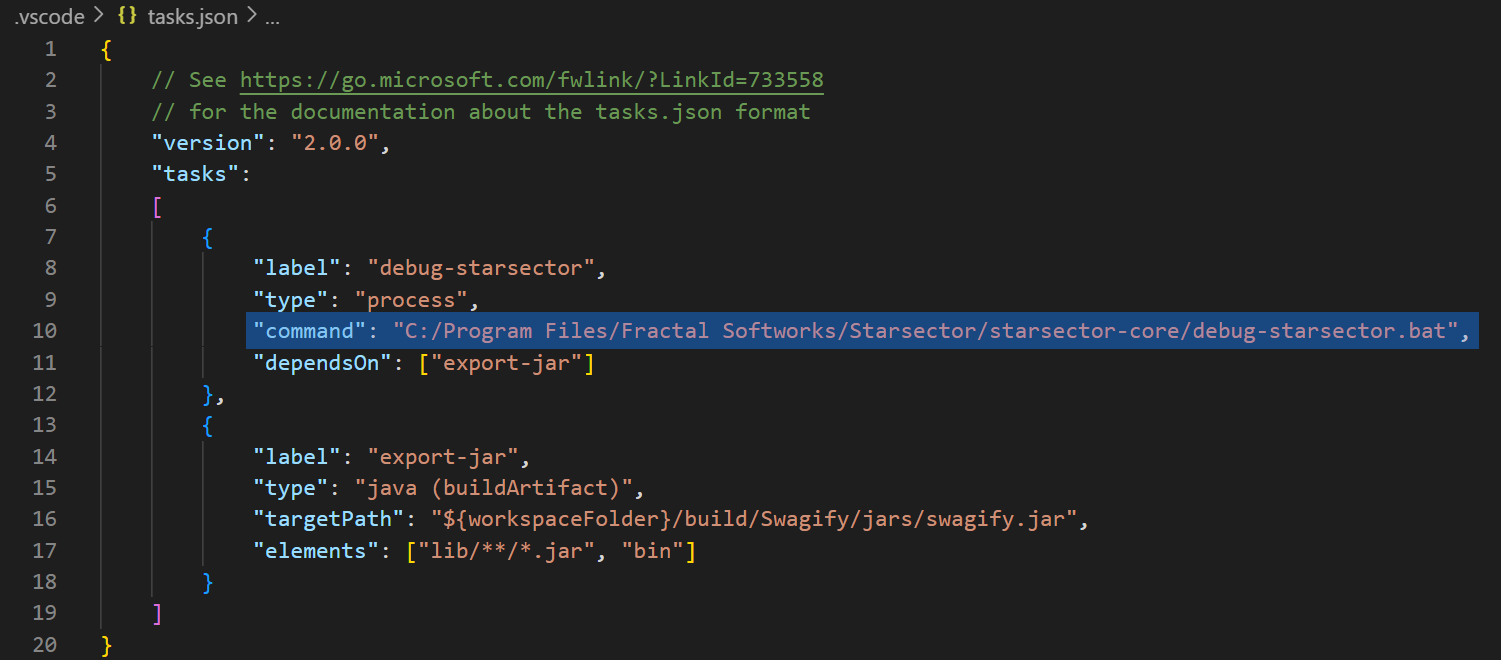 .vscode > {} tasks.json > ...
1 {
2 // See https://go.microsoft.com/fwlink/?LinkId=733558
3 // for the documentation about the tasks.json format
4 "version": "2.0.0",
5 "tasks":
6 [
7 {
8 "label": "debug-starsector",
9 "type": "process",
10 "command": "C:/Program Files/Fractal Softworks/Starsector/starsector-core/debug-starsector.bat",
11 "dependsOn": ["export-jar"]
12 },
13 {
14 "label": "export-jar",
15 "type": "java (buildArtifact)",
16 "targetPath": "${workspaceFolder}/build/Swagify/jars/swagify.jar",
17 "elements": ["lib/**/*.jar", "bin"]
18 }
19 ]
20 }